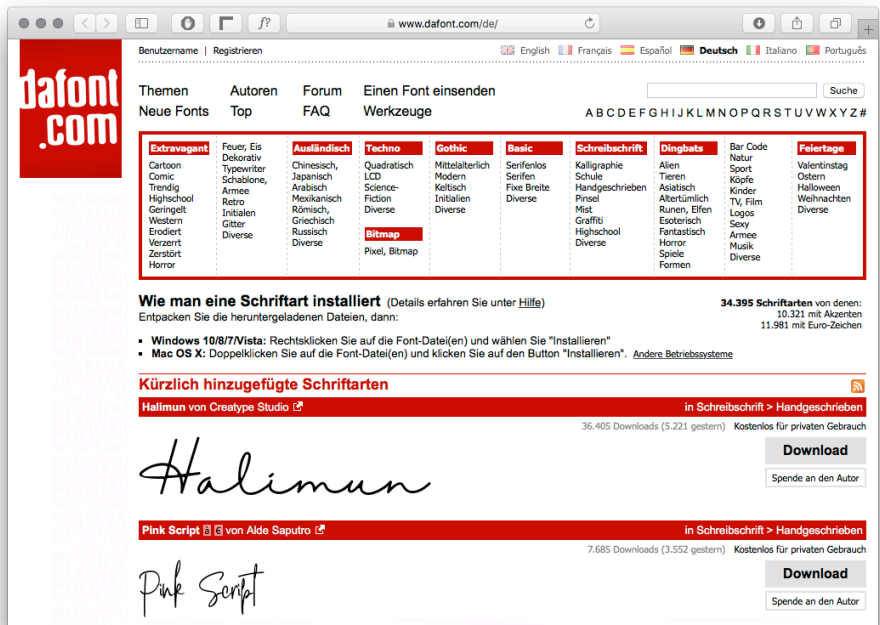 f?
www.dafont.com/de/
dafont
.com
Benutzername | Registrieren
English Français Español Deutsch Italiano Português
Themen Autoren Forum Einen Font einsenden
Neue Fonts Top FAQ Werkzeuge
Suche
A B C D E F G H I J K L M N O P Q R S T U V W X Y Z #
Extravagant
Cartoon
Comic
Trendig
Highschool
Geringelt
Western
Erodiert
Verzerrt
Zerstört
Horror
Feuer, Eis
Dekorativ
Typewriter
Schablone,
Armee
Retro
Initialen
Gitter
Diverse
Ausländisch
Chinesisch,
Japanisch
Arabisch
Mexikanisch
Römisch,
Griechisch
Russisch
Diverse
Techno
Quadratisch
LCD
Science-
Fiction
Diverse
Bitmap
Pixel, Bitmap
Gothic
Mittelalterlich
Modern
Keltisch
Initialien
Diverse
Basic
Serifenlos
Serifen
Fixe Breite
Diverse
Schreibschrift
Kalligraphie
Schule
Handgeschrieben
Pinsel
Mist
Graffiti
Highschool
Diverse
Dingbats
Alien
Tieren
Asiatisch
Altertümlich
Runen, Elfen
Esoterisch
Fantastisch
Horror
Spiele
Formen
Bar Code
Natur
Sport
Köpfe
Kinder
TV, Film
Logos
Sexy
Armee
Musik
Diverse
Feiertage
Valentinstag
Ostern
Halloween
Weihnachten
Diverse
Wie man eine Schriftart installiert (Details erfahren Sie unter Hilfe)
Entpacken Sie die heruntergeladenen Dateien, dann:
Windows 10/8/7/Vista: Rechtsklicken Sie auf die Font-Datei(en) und wählen Sie "Installieren"
Mac OS X: Doppelklicken Sie auf die Font-Datei(en) und klicken Sie auf den Button "Installieren". Andere Betriebssysteme
34.395 Schriftarten von denen:
10.321 mit Akzenten
11.981 mit Euro-Zeichen
Kürzlich hinzugefügte Schriftarten
Halimun von Creatype Studio in Schreibschrift > Handgeschrieben
36.405 Downloads (5.221 gestern) Kostenlos für privaten Gebrauch
Halimun
Download
Spende an den Autor
Pink Script à € von Alde Saputro in Schreibschrift > Handgeschrieben
7.685 Downloads (3.552 gestern) Kostenlos für privaten Gebrauch
Pink Script
Download
Spende an den Autor